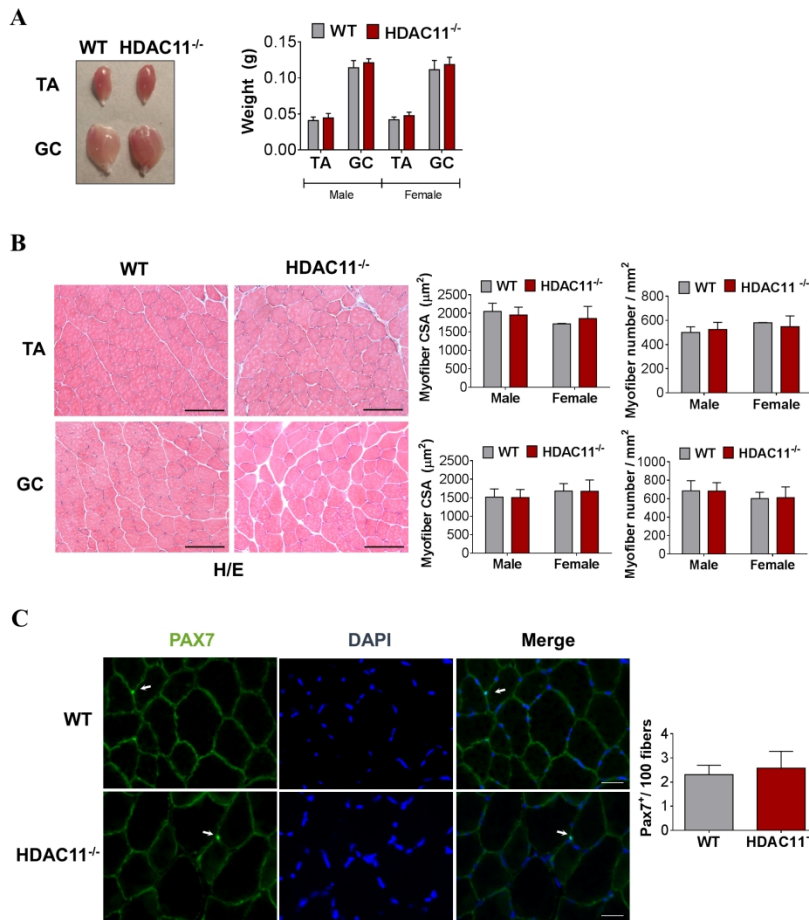 A
WT HDAC11-/-
TA
GC
WT HDAC11-/-
Weight (g)
0.15
0.10
0.05
0.00
TA GC TA GC
Male Female
B
WT HDAC11-/-
TA
GC
H/E
WT HDAC11-/-
Myofiber CSA (μm2)
2500
2000
1500
1000
500
0
Male Female
WT HDAC11 -/-
Myofiber number / mm2
800
600
400
200
0
Male Female
WT HDAC11-/-
Myofiber CSA (μm2)
2500
2000
1500
1000
500
0
Male Female
WT HDAC11-/-
Myofiber number / mm2
1000
800
600
400
200
0
Male Female
C
PAX7 DAPI Merge
WT
HDAC11-/-
Pax7+/ 100 fibers
4
3
2
1
0
WT HDAC11-